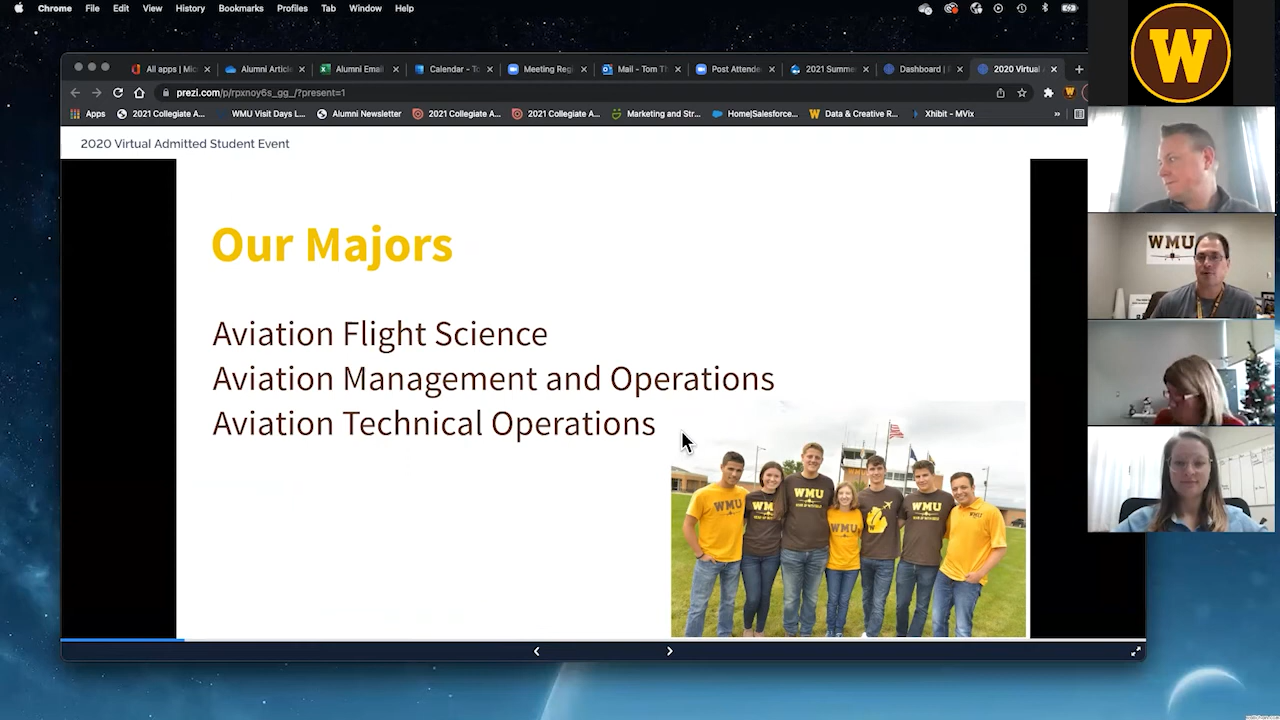 Chrome File Edit View History Bookmarks Profiles Tab Window Help
All apps | Mic
Alumni Article
Alumni Email
Calendar - To
Meeting Regi
Mail - Tom Th
Post Attende
2021 Summe
Dashboard |
2020 Virtual
prezi.com/p/rpxnoy6s_gg_/?present=1
Apps 2021 Collegiate A... WMU Visit Days L... Alumni Newsletter 2021 Collegiate A... 2021 Collegiate A... Marketing and Str... Home|Salesforce... Data & Creative R... Xhibit - MVix
2020 Virtual Admitted Student Event
Our Majors
Aviation Flight Science
Aviation Management and Operations
Aviation Technical Operations
WMU
WMU
WMU
WMU
WMU
WMU
W
WMU